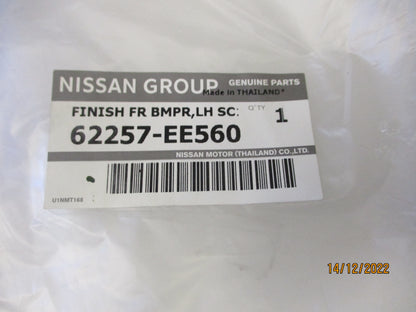 NISSAN GROUP GENUINE PARTS
Made in THAILAND*
FINISH FR BMPR,LH SC: Q'TY 1
62257-EE560
NISSAN MOTOR (THAILAND) CO.,LTD.
U1NMT168
14/12/2022